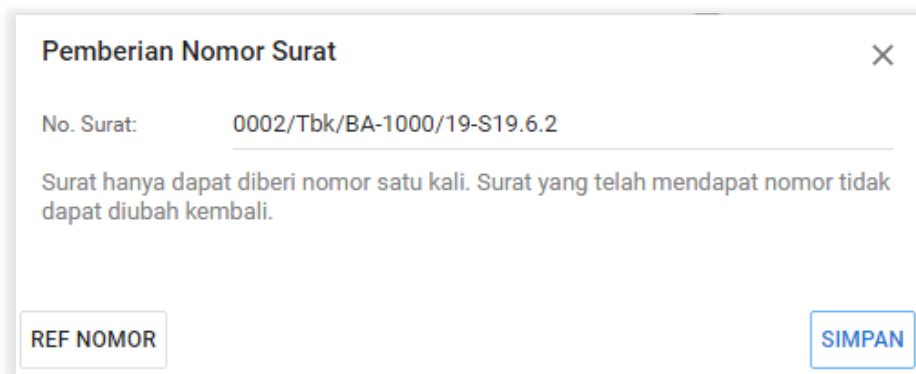 Pemberian Nomor Surat
No. Surat: 0002/Tbk/BA-1000/19-S19.6.2
Surat hanya dapat diberi nomor satu kali. Surat yang telah mendapat nomor tidak
dapat diubah kembali.
REF NOMOR SIMPAN